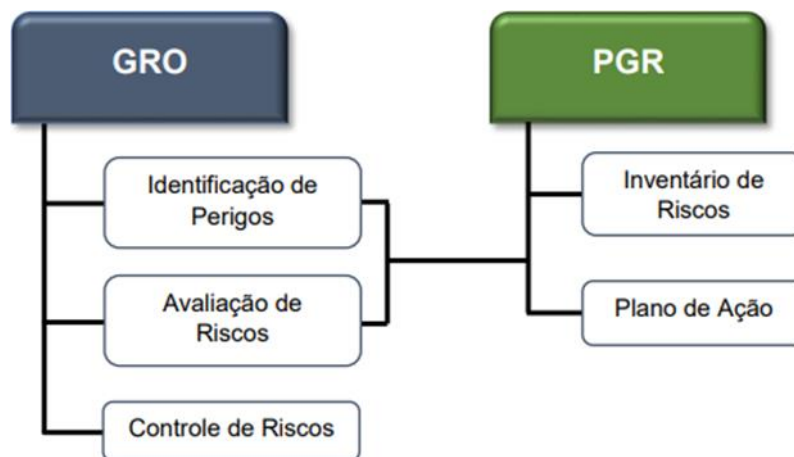 GRO
Identificação de
Perigos
Avaliação de
Riscos
Controle de Riscos
PGR
Inventário de
Riscos
Plano de Ação